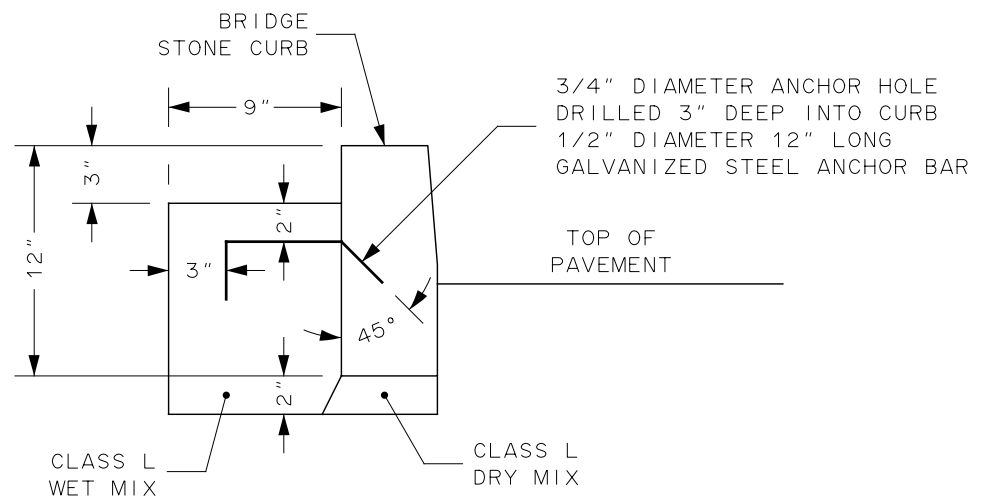 BRIDGE
STONE CURB
9"
3/4" DIAMETER ANCHOR HOLE
DRILLED 3" DEEP INTO CURB
1/2" DIAMETER 12" LONG
GALVANIZED STEEL ANCHOR BAR
3"
2"
TOP OF
PAVEMENT
12"
3"
45°
2"
CLASS L
WET MIX
CLASS L
DRY MIX